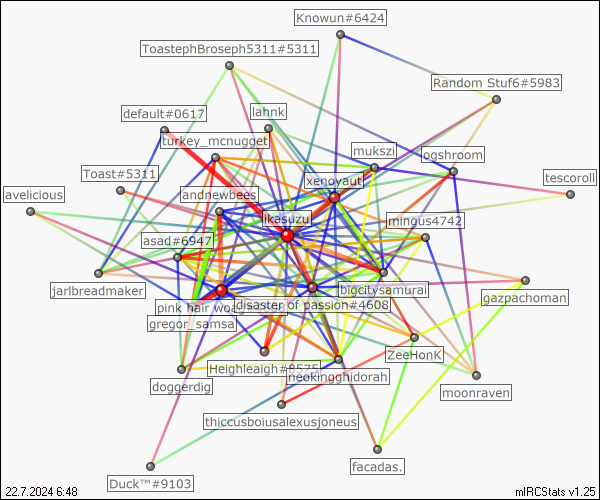 Knowun#6424
ToastephBroseph5311#5311
Random Stuf6#5983
default#0617
lahnk
turkey_mcnugget
mukszi
ogshroom
Toast#5311
xenoyaut
tescoroll
avelicious
andnewbees
ikasuzu
mingus4742
asad#6947
jarlbreadmaker
bigcitysamurai
gazpachoman
pink hair wo
disaster of passion#4608
gregor_samsa
ZeeHonK
Heighleaigh#8575
neokingghidorah
doggerdig
moonraven
thiccusboiusalexusjoneus
facadas.
Duck™#9103
22.7.2024 6:48
mIRCStats v1.25